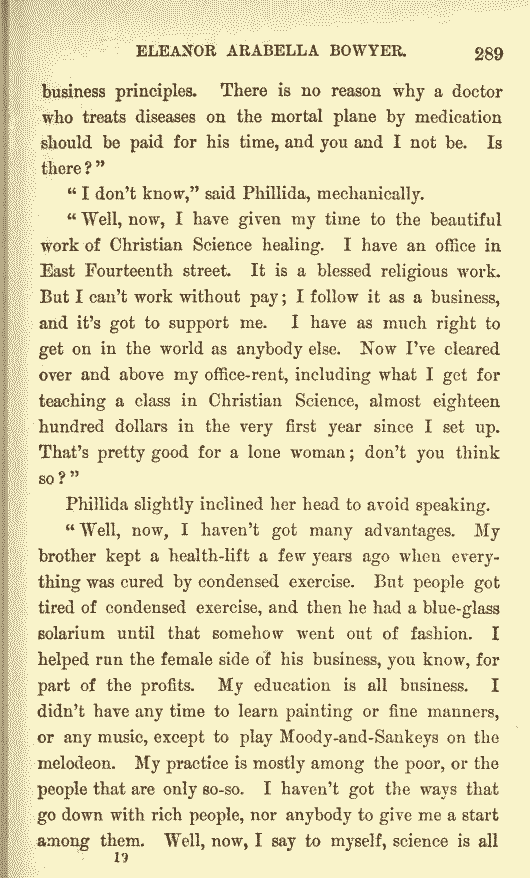 ELEANOR ARABELLA BOWYER. 289
business principles. There is no reason why a doctor
who treats diseases on the mortal plane by medication
should be paid for his time, and you and I not be. Is
there?"
"I don't know," said Phillida, mechanically.
"Well, now, I have given my time to the beautiful
work of Christian Science healing. I have an office in
East Fourteenth street. It is a blessed religious work.
But I can't work without pay; I follow it as a business,
and it's got to support me. I have as much right to
get on in the world as anybody else. Now I've cleared
over and above my office-rent, including what I get for
teaching a class in Christian Science, almost eighteen
hundred dollars in the very first year since I set up.
That's pretty good for a lone woman; don't you think
so?"
Phillida slightly inclined her head to avoid speaking.
"Well, now, I haven't got many advantages. My
brother kept a health-lift a few years ago when every-
thing was cured by condensed exercise. But people got
tired of condensed exercise, and then he had a blue-glass
solarium until that somehow went out of fashion. I
helped run the female side of his business, you know, for
part of the profits. My education is all business. I
didn't have any time to learn painting or fine manners,
or any music, except to play Moody-and-Sankeys on the
melodeon. My practice is mostly among the poor, or the
people that are only so-so. I haven't got the ways that
go down with rich people, nor anybody to give me a start
among them. Well, now, I say to myself, science is all
19